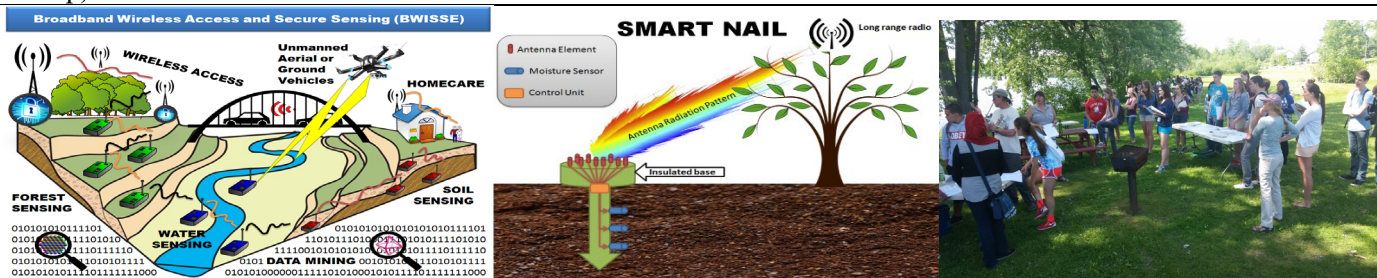 Broadband Wireless Access and Secure Sensing (BWISSE)
WIRELESS ACCESS
Unmanned
Aerial or
Ground
Vehicles
HOMECARE
FOREST
SENSING
WATER
SENSING
SOIL
SENSING
DATA MINING
SMART NAIL
Long range radio
Antenna Element
Moisture Sensor
Control Unit
Antenna Radiation Pattern
Insulated base